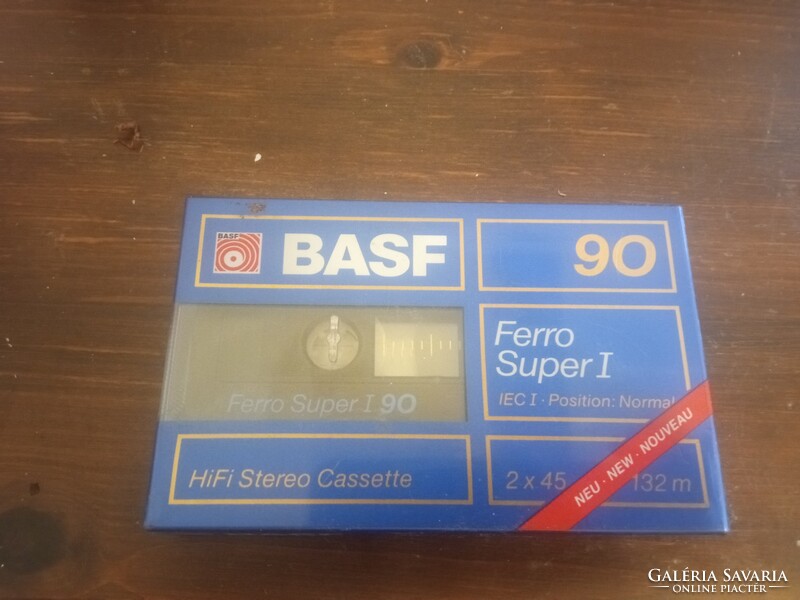 BASF
BASF
90
Ferro
Super I
IEC I · Position: Normal
Ferro Super I 90
HiFi Stereo Cassette
2 x 45
132 m
NEU · NEW · NOUVEAU
GALÉRIA SAVARIA
ONLINE PIACTÉR